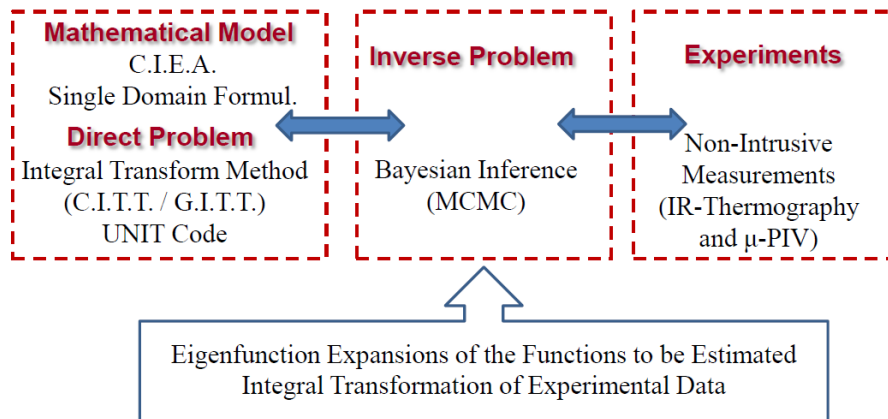 Mathematical Model
C.I.E.A.
Single Domain Formul.
Direct Problem
Integral Transform Method
(C.I.T.T. / G.I.T.T.)
UNIT Code
Inverse Problem
Bayesian Inference
(MCMC)
Experiments
Non-Intrusive
Measurements
(IR-Thermography
and μ-PIV)
Eigenfunction Expansions of the Functions to be Estimated
Integral Transformation of Experimental Data